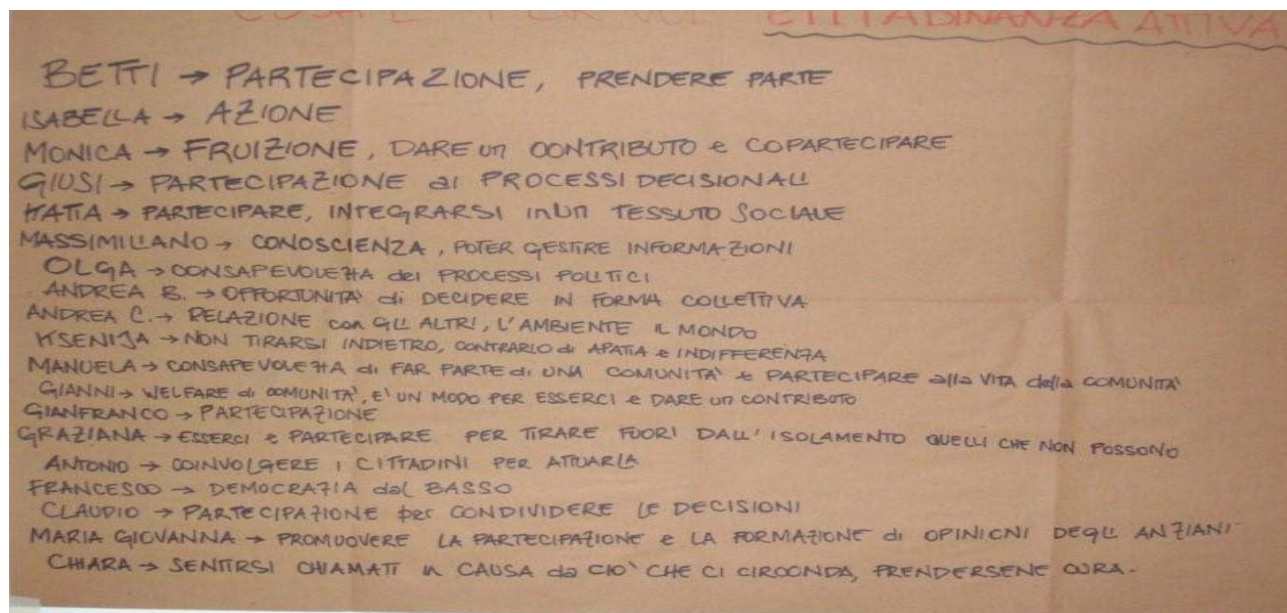 COS'È PER VOI CITTADINANZA ATTIVA
BETTI → PARTECIPAZIONE, PRENDERE PARTE
ISABELLA → AZIONE
MONICA → FRUIZIONE, DARE un CONTRIBUTO e COPARTECIPARE
GIUSI → PARTECIPAZIONE ai PROCESSI DECISIONALI
KATIA → PARTECIPARE, INTEGRARSI in un TESSUTO SOCIALE
MASSIMILIANO → CONOSCIENZA, POTER GESTIRE INFORMAZIONI
OLGA → CONSAPEVOLEZZA dei PROCESSI POLITICI
ANDREA B. → OPPORTUNITA' di DECIDERE IN FORMA COLLETTIVA
ANDREA C. → RELAZIONE con GLI ALTRI, L'AMBIENTE IL MONDO
KSENIJA → NON TIRARSI INDIETRO, CONTRARIO di APATIA e INDIFFERENZA
MANUELA → CONSAPEVOLEZZA di FAR PARTE di UNA COMUNITA' e PARTECIPARE alla VITA della COMUNITA'
GIANNI → WELFARE di COMUNITA', E' UN MODO PER ESSERCI e DARE un CONTRIBUTO
GIANFRANCO → PARTECIPAZIONE
GRAZIANA → ESSERCI e PARTECIPARE PER TIRARE FUORI DALL'ISOLAMENTO QUELLI CHE NON POSSONO
ANTONIO → COINVOLGERE I CITTADINI PER ATTUARLA
FRANCESCO → DEMOCRAZIA dal BASSO
CLAUDIO → PARTECIPAZIONE per CONDIVIDERE LE DECISIONI
MARIA GIOVANNA → PROMUOVERE LA PARTECIPAZIONE e LA FORMAZIONE di OPINIONI DEGLI ANZIANI
CHIARA → SENTIRSI CHIAMATI in CAUSA da CIO' CHE CI CIRCONDA, PRENDERSENE CURA.